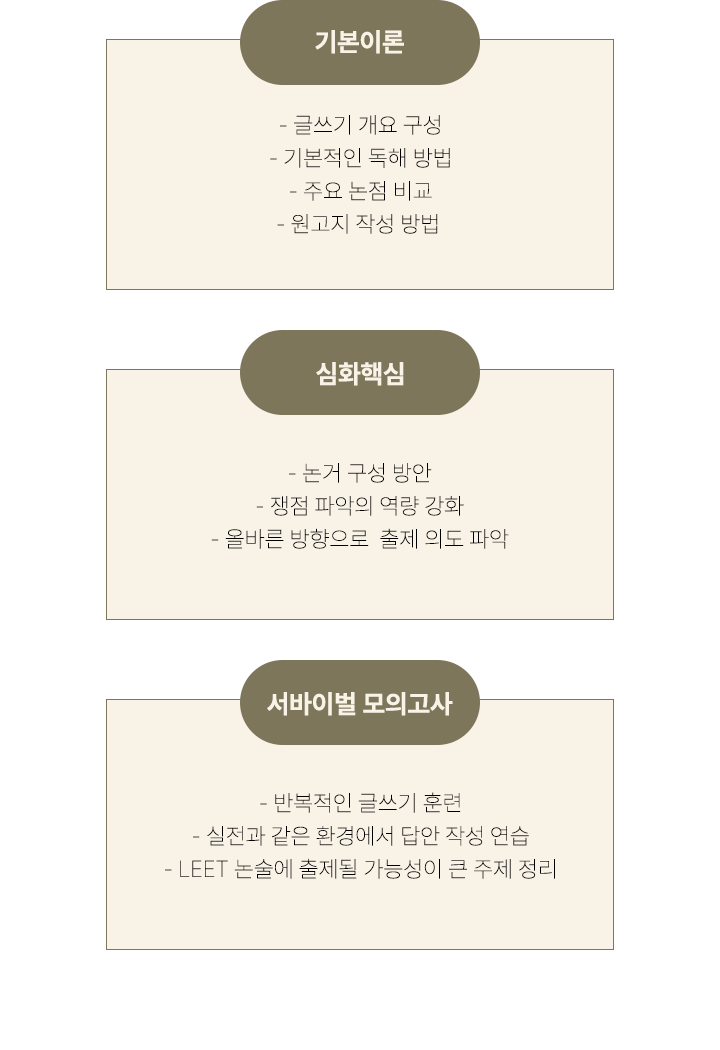 기본이론
- 글쓰기 개요 구성
- 기본적인 독해 방법
- 주요 논점 비교
- 원고지 작성 방법
심화핵심
- 논거 구성 방안
- 쟁점 파악의 역량 강화
- 올바른 방향으로  출제 의도 파악
서바이벌 모의고사
- 반복적인 글쓰기 훈련
- 실전과 같은 환경에서 답안 작성 연습
- LEET 논술에 출제될 가능성이 큰 주제 정리